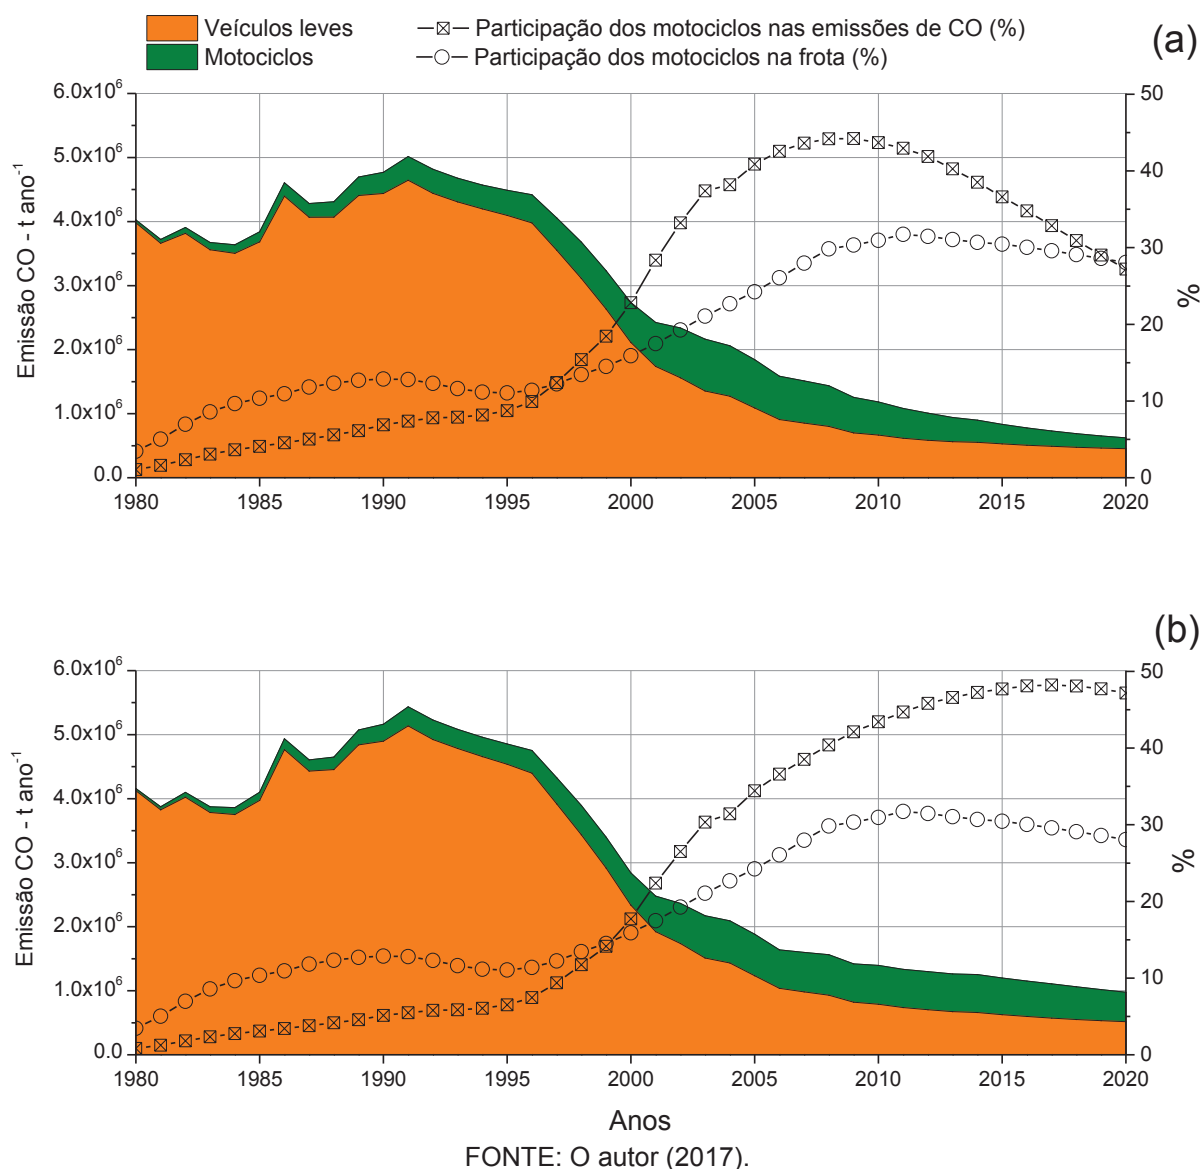 Veículos leves
Participação dos motociclos nas emissões de CO (%)
Motociclos
Participação dos motociclos na frota (%)
(a)
6.0x10⁶
5.0x10⁶
4.0x10⁶
3.0x10⁶
2.0x10⁶
1.0x10⁶
0.0
Emissão CO - t ano⁻¹
50
40
30
20
10
0
%
1980 1985 1990 1995 2000 2005 2010 2015 2020
(b)
6.0x10⁶
5.0x10⁶
4.0x10⁶
3.0x10⁶
2.0x10⁶
1.0x10⁶
0.0
Emissão CO - t ano⁻¹
50
40
30
20
10
0
%
1980 1985 1990 1995 2000 2005 2010 2015 2020
Anos
FONTE: O autor (2017).